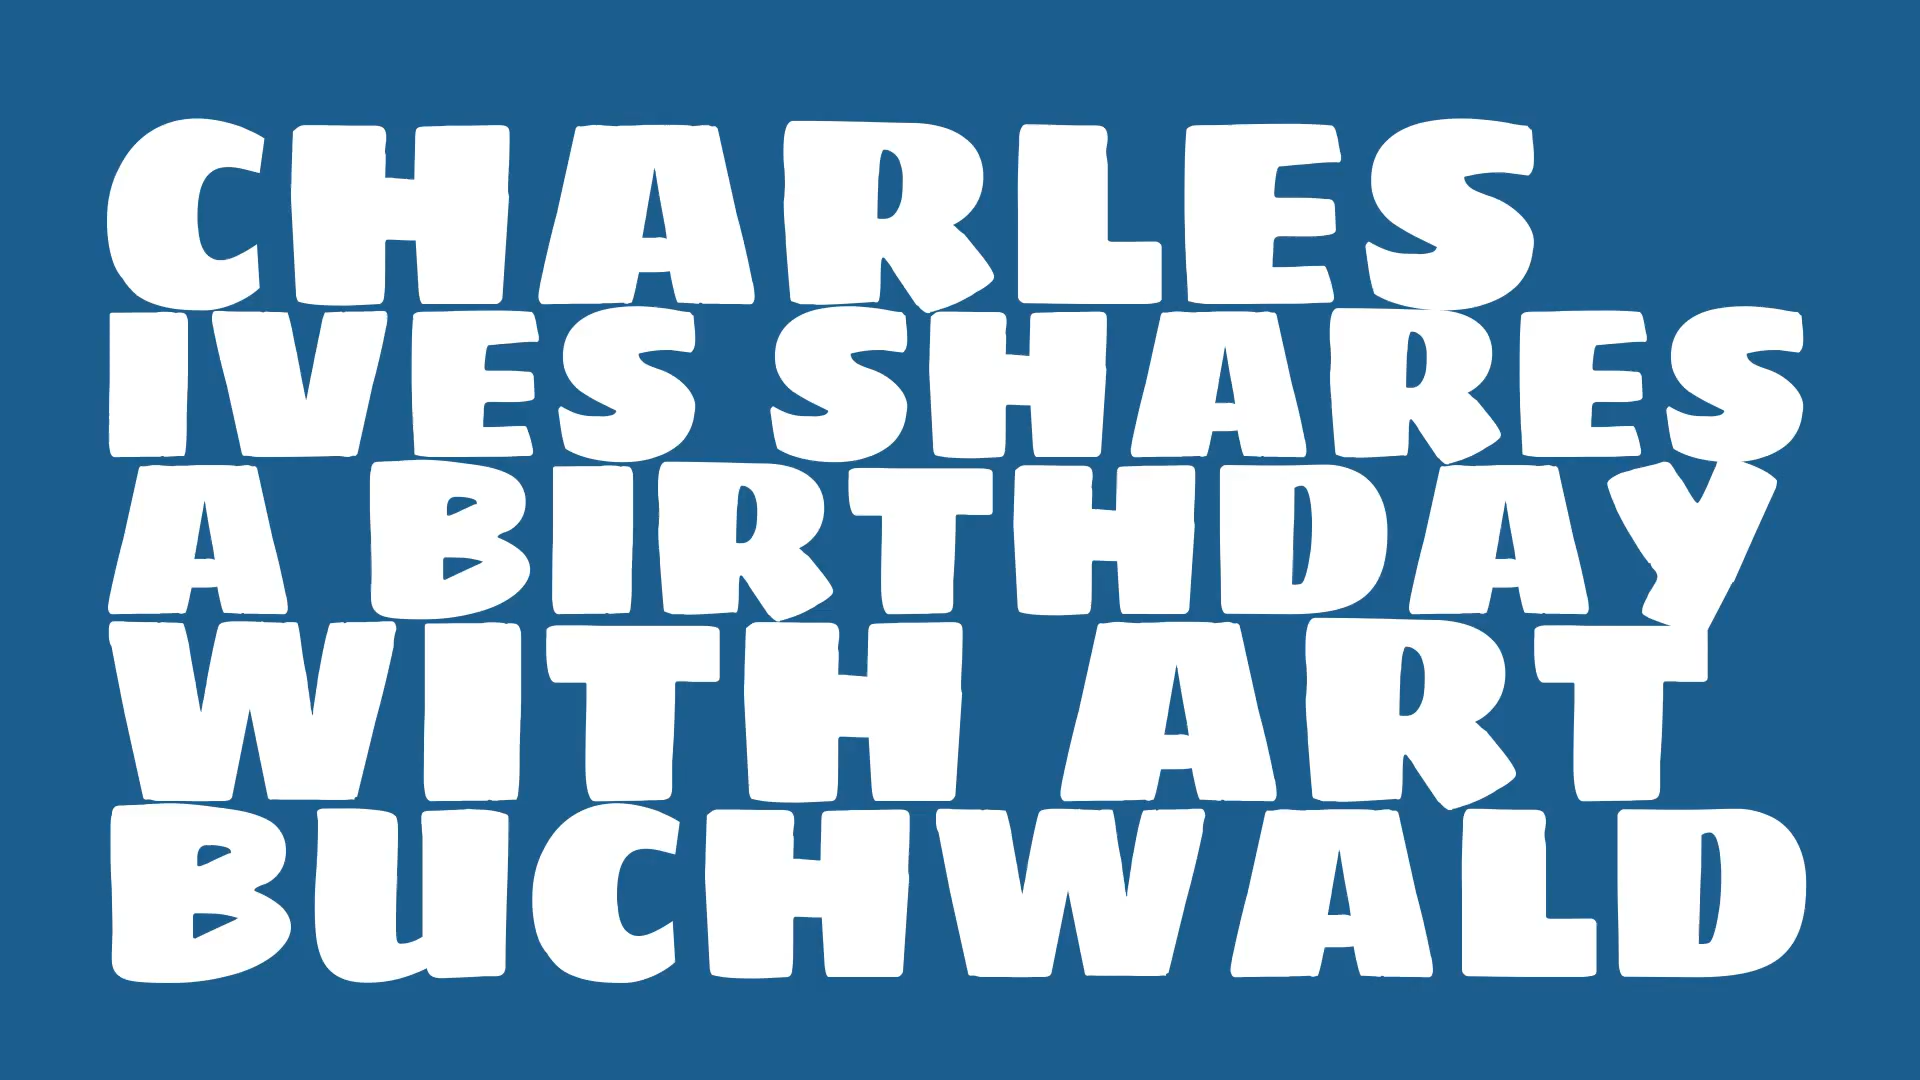 CHARLES
IVES SHARES
A BIRTHDAY
WITH ART
BUCHWALD